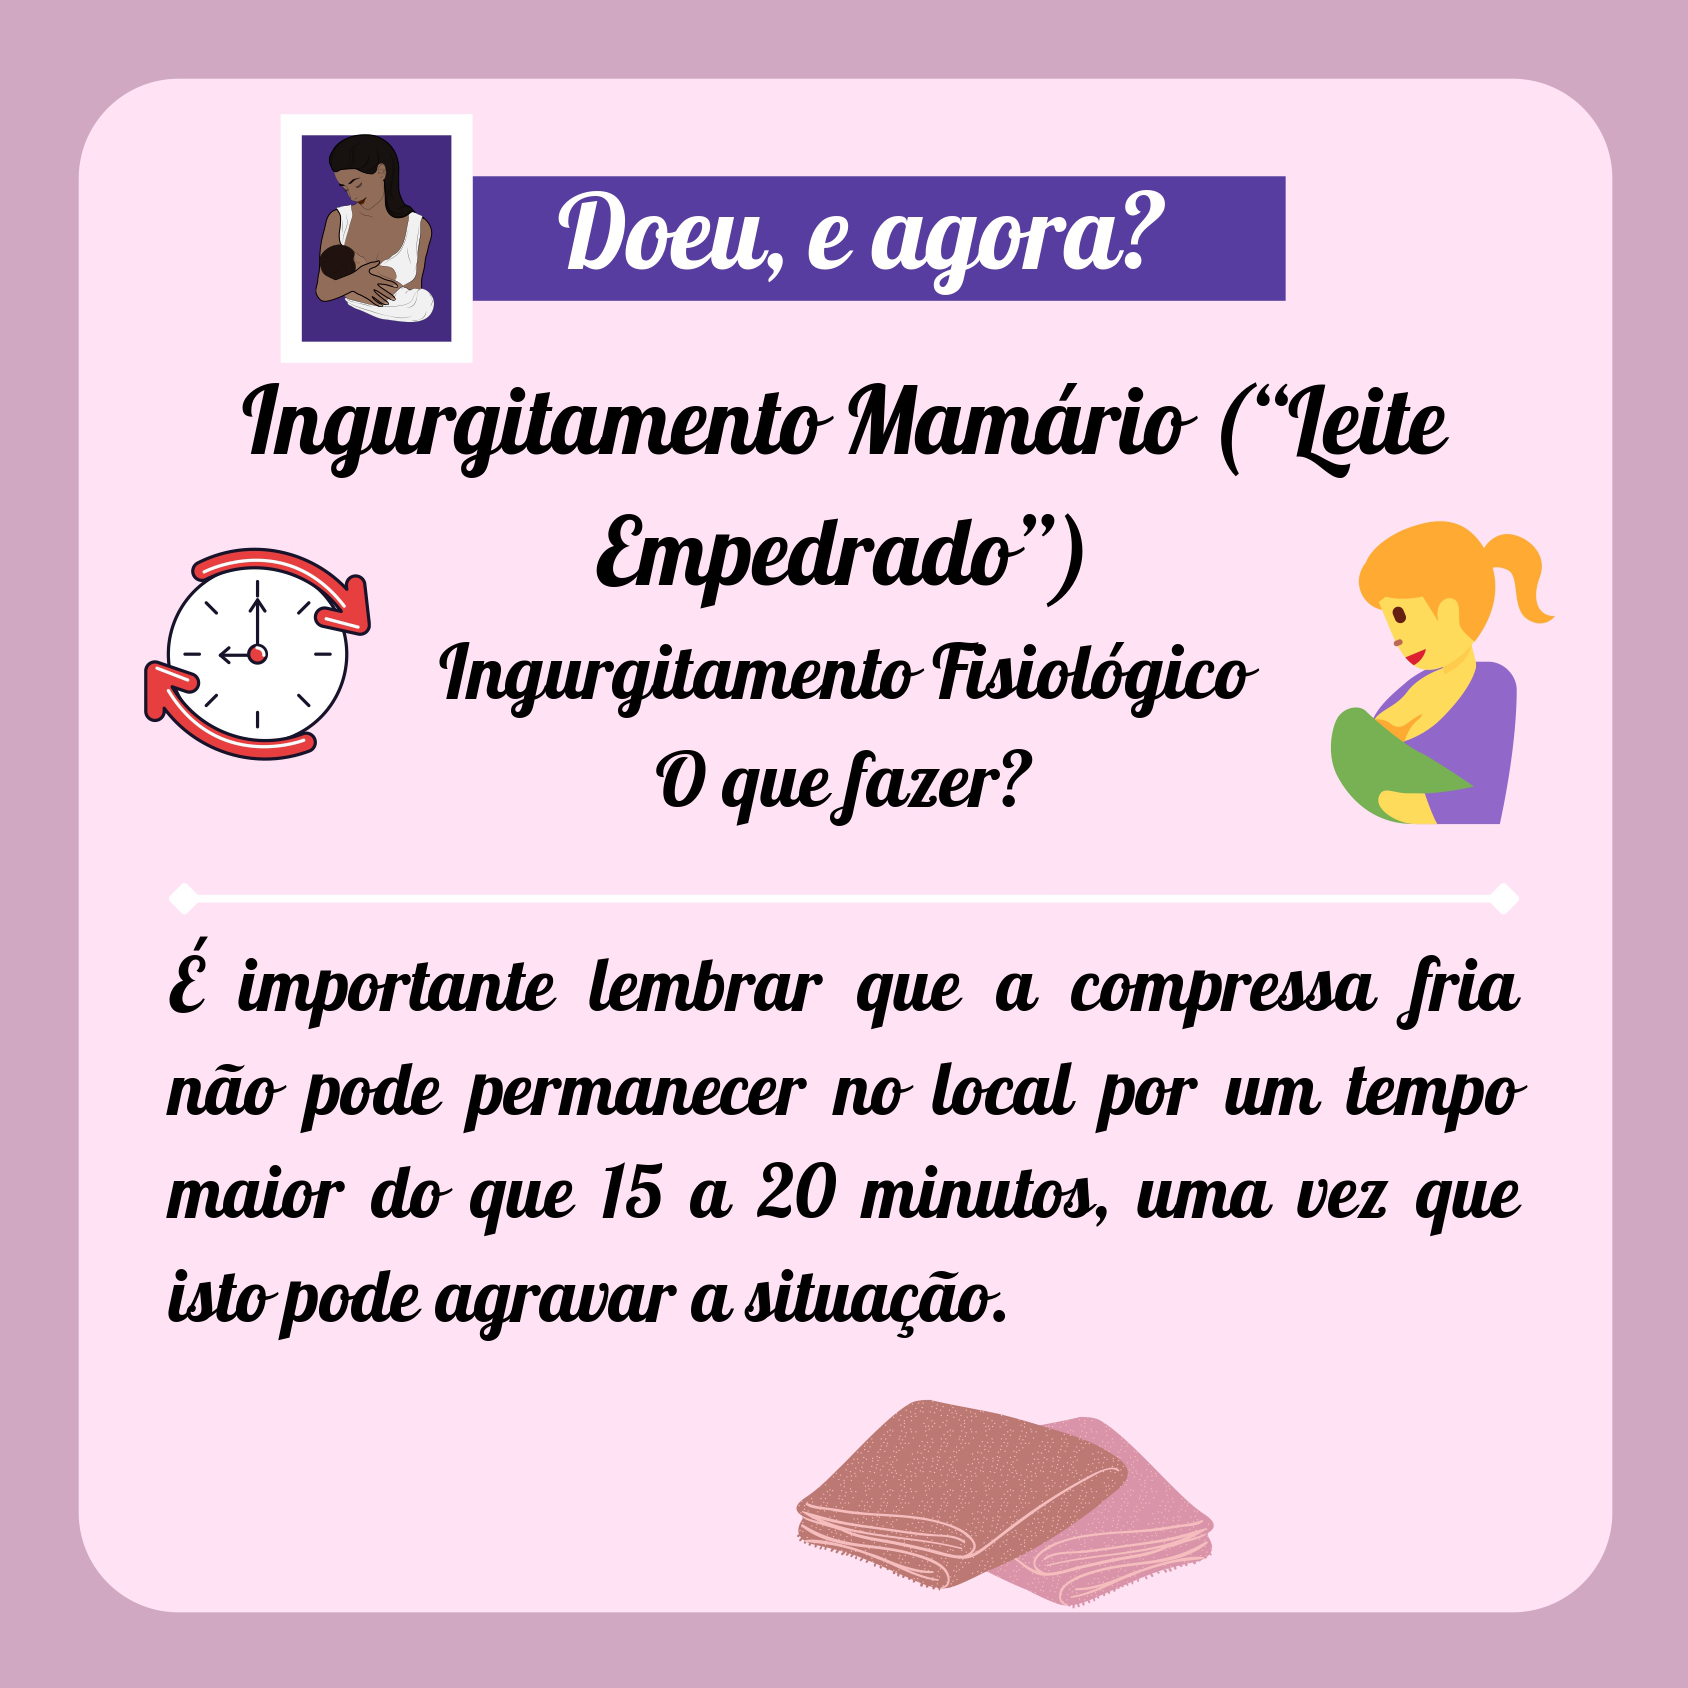 Doeu, e agora?
Ingurgitamento Mamário (“Leite
Empedrado”)
Ingurgitamento Fisiológico
O que fazer?
É importante lembrar que a compressa fria
não pode permanecer no local por um tempo
maior do que 15 a 20 minutos, uma vez que
isto pode agravar a situação.